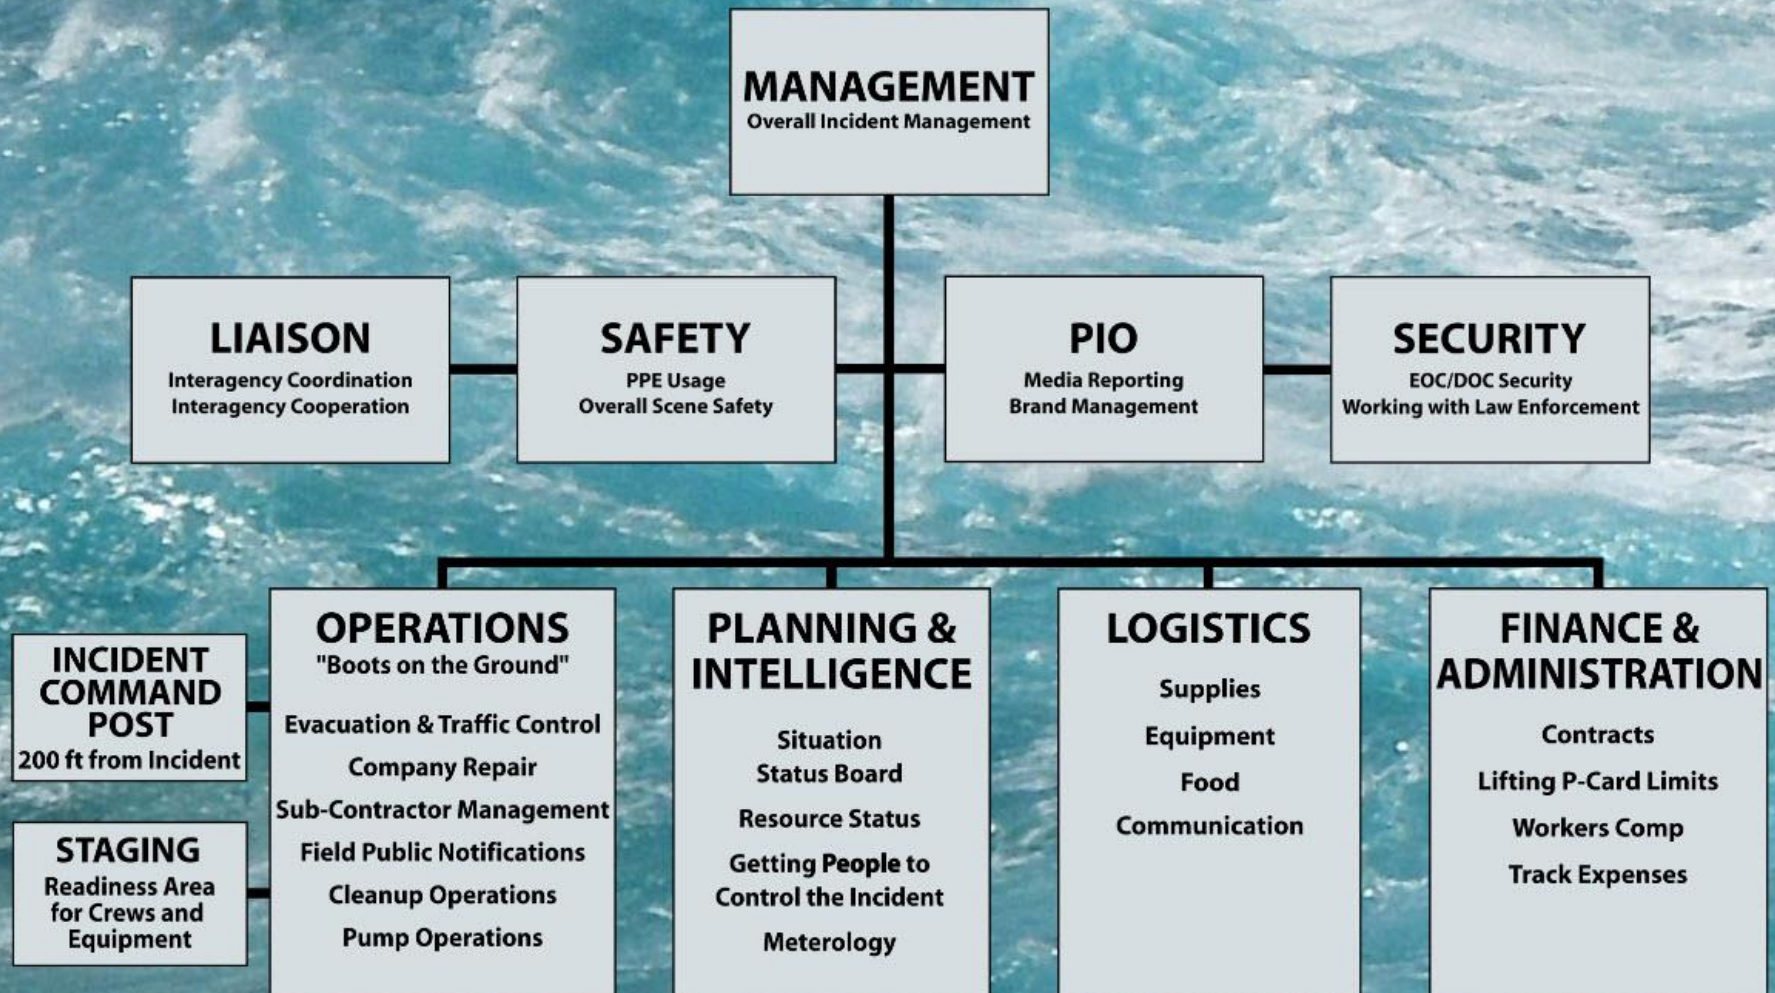 MANAGEMENT
Overall Incident Management
LIAISON
Interagency Coordination
Interagency Cooperation
SAFETY
PPE Usage
Overall Scene Safety
PIO
Media Reporting
Brand Management
SECURITY
EOC/DOC Security
Working with Law Enforcement
INCIDENT
COMMAND
POST
200 ft from Incident
STAGING
Readiness Area
for Crews and
Equipment
OPERATIONS
"Boots on the Ground"
Evacuation & Traffic Control
Company Repair
Sub-Contractor Management
Field Public Notifications
Cleanup Operations
Pump Operations
PLANNING &
INTELLIGENCE
Situation
Status Board
Resource Status
Getting People to
Control the Incident
Meterology
LOGISTICS
Supplies
Equipment
Food
Communication
FINANCE &
ADMINISTRATION
Contracts
Lifting P-Card Limits
Workers Comp
Track Expenses